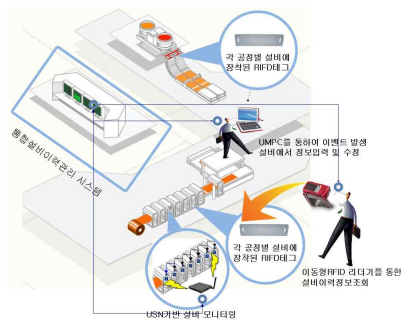 각 공정별 설비에
장착된 RIFD테그
통합설비이력관리 시스템
UMPC를 통하여 이벤트 발생
설비에서 정보입력 및 수정
각 공정별 설비에
장착된 RIFD테그
이동형RFID 리더기를 통한
설비이력정보조회
USN기반 설비 모니터링